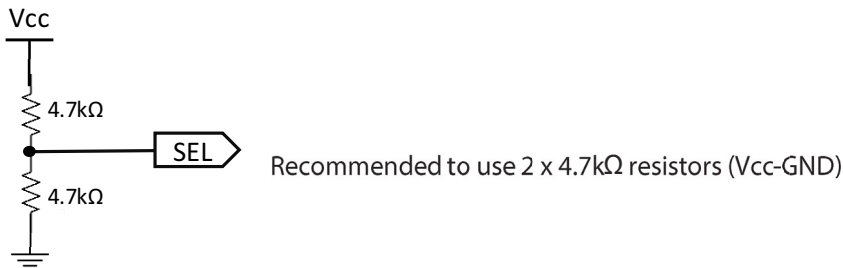 Vcc
4.7kΩ
SEL
Recommended to use 2 x 4.7kΩ resistors (Vcc-GND)
4.7kΩ